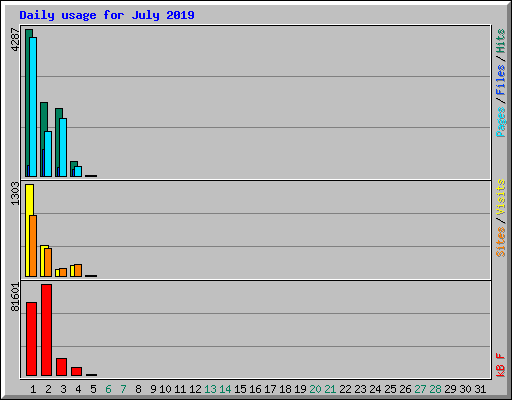 Daily usage for July 2019
4287
Pages/Files/Hits
1303
Sites/Visits
81601
kB F
1 2 3 4 5 6 7 8 9 10 11 12 13 14 15 16 17 18 19 20 21 22 23 24 25 26 27 28 29 30 31